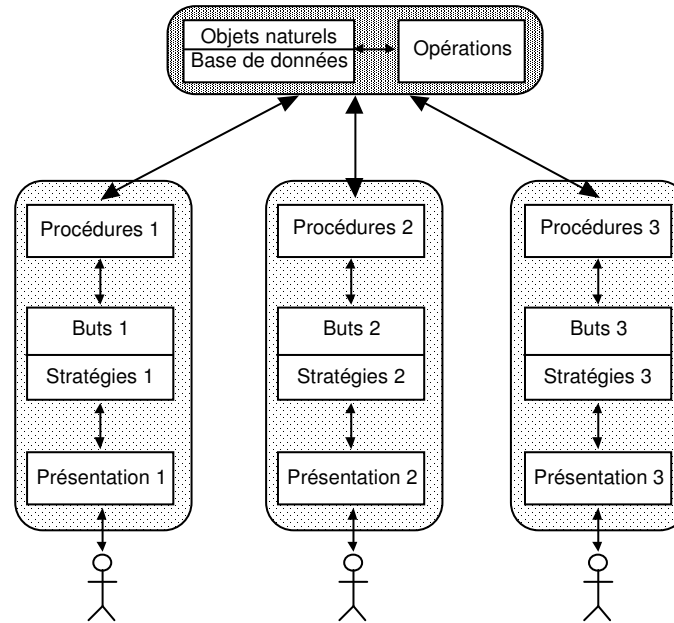 Objets naturels
Base de données
Opérations
Procédures 1
Procédures 2
Procédures 3
Buts 1
Buts 2
Buts 3
Stratégies 1
Stratégies 2
Stratégies 3
Présentation 1
Présentation 2
Présentation 3